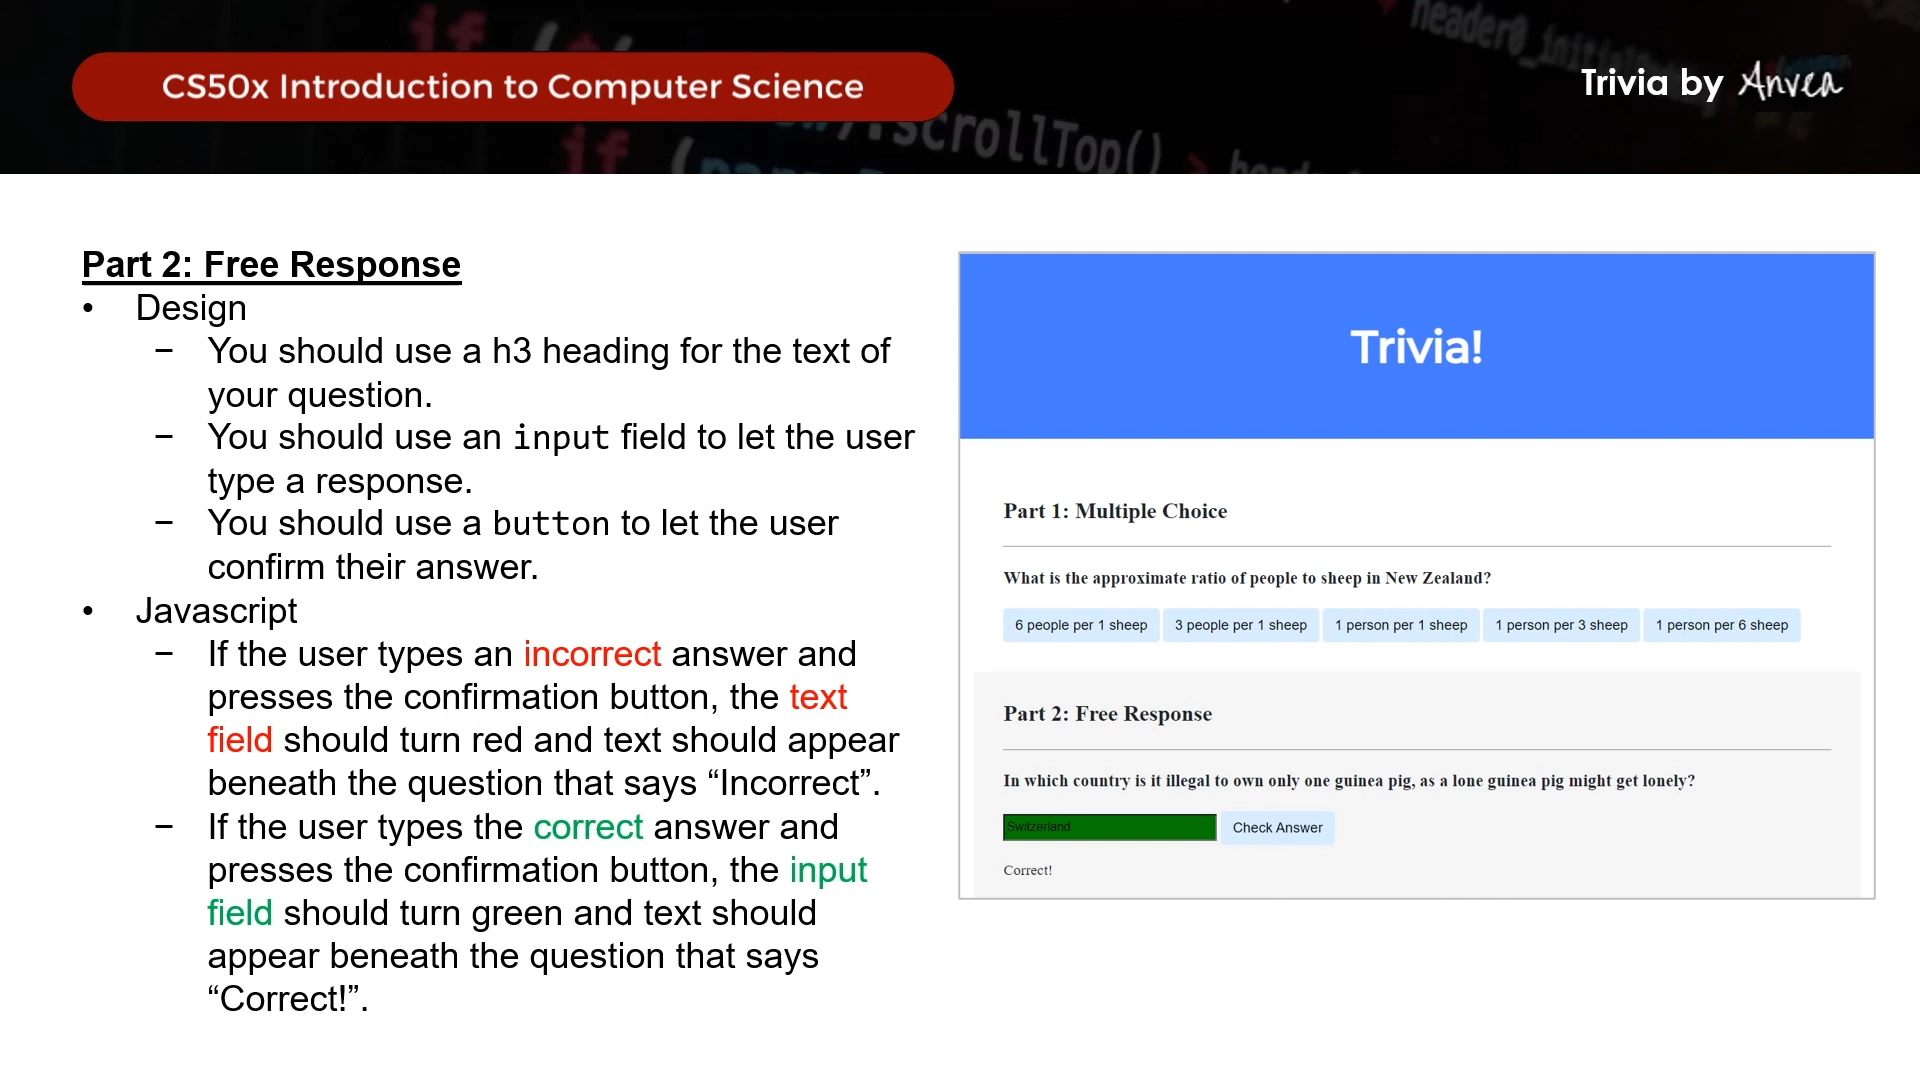 if (
header0_initi
CS50x Introduction to Computer Science
Trivia by Anvea
.scrollTop() >
if (
Part 2: Free Response
• Design
− You should use a h3 heading for the text of
your question.
− You should use an input field to let the user
type a response.
− You should use a button to let the user
confirm their answer.
• Javascript
− If the user types an incorrect answer and
presses the confirmation button, the text
field should turn red and text should appear
beneath the question that says “Incorrect”.
− If the user types the correct answer and
presses the confirmation button, the input
field should turn green and text should
appear beneath the question that says
“Correct!”.
Trivia!
Part 1: Multiple Choice
What is the approximate ratio of people to sheep in New Zealand?
6 people per 1 sheep 3 people per 1 sheep 1 person per 1 sheep 1 person per 3 sheep 1 person per 6 sheep
Part 2: Free Response
In which country is it illegal to own only one guinea pig, as a lone guinea pig might get lonely?
Switzerland Check Answer
Correct!